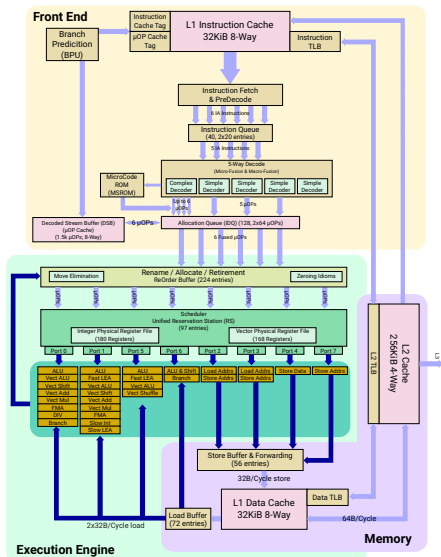 Front End
Instruction
Cache Tag
µOP Cache
Tag
L1 Instruction Cache
32KiB 8-Way
Instruction
TLB
Branch
Predicition
(BPU)
Instruction Fetch
& PreDecode
6 IA Instructions
Instruction Queue
(40, 2x20 entries)
5 IA Instructions
5-Way Decode
(Micro-Fusion & Macro-Fusion)
MicroCode
ROM
(MSROM)
Complex
Decoder
Simple
Decoder
Simple
Decoder
Simple
Decoder
Simple
Decoder
Up to 6
µOPs
5 µOPs
Decoded Stream Buffer (DSB)
(µOP Cache)
(1.5k µOPs; 8-Way)
6 µOPs
Allocation Queue (IDQ) (128, 2x64 µOPs)
6 Fused µOPs
Rename / Allocate / Retirement
ReOrder Buffer (224 entries)
Move Elimination
Zeroing Idioms
Scheduler
Unified Reservation Station (RS)
(97 entries)
Integer Physical Register File
(180 Registers)
Vector Physical Register File
(168 Registers)
Port 0
Port 1
Port 5
Port 6
Port 2
Port 3
Port 4
Port 7
ALU
Vect ALU
Vect Shift
Vect Add
Vect Mul
FMA
DIV
Branch
ALU
Fast LEA
Vect ALU
Vect Shift
Vect Add
Vect Mul
FMA
Slow Int
Slow LEA
ALU
Fast LEA
Vect ALU
Vect Shuffle
ALU & Shift
Branch
Load Addrs
Store Addrs
Load Addrs
Store Addrs
Store Data
Store Addrs
L2 TLB
L2 Cache
256KiB 4-Way
L3
Store Buffer & Forwarding
(56 entries)
32B/Cycle store
L1 Data Cache
32KiB 8-Way
Data TLB
Load Buffer
(72 entries)
2x32B/Cycle load
64B/Cycle
Execution Engine
Memory